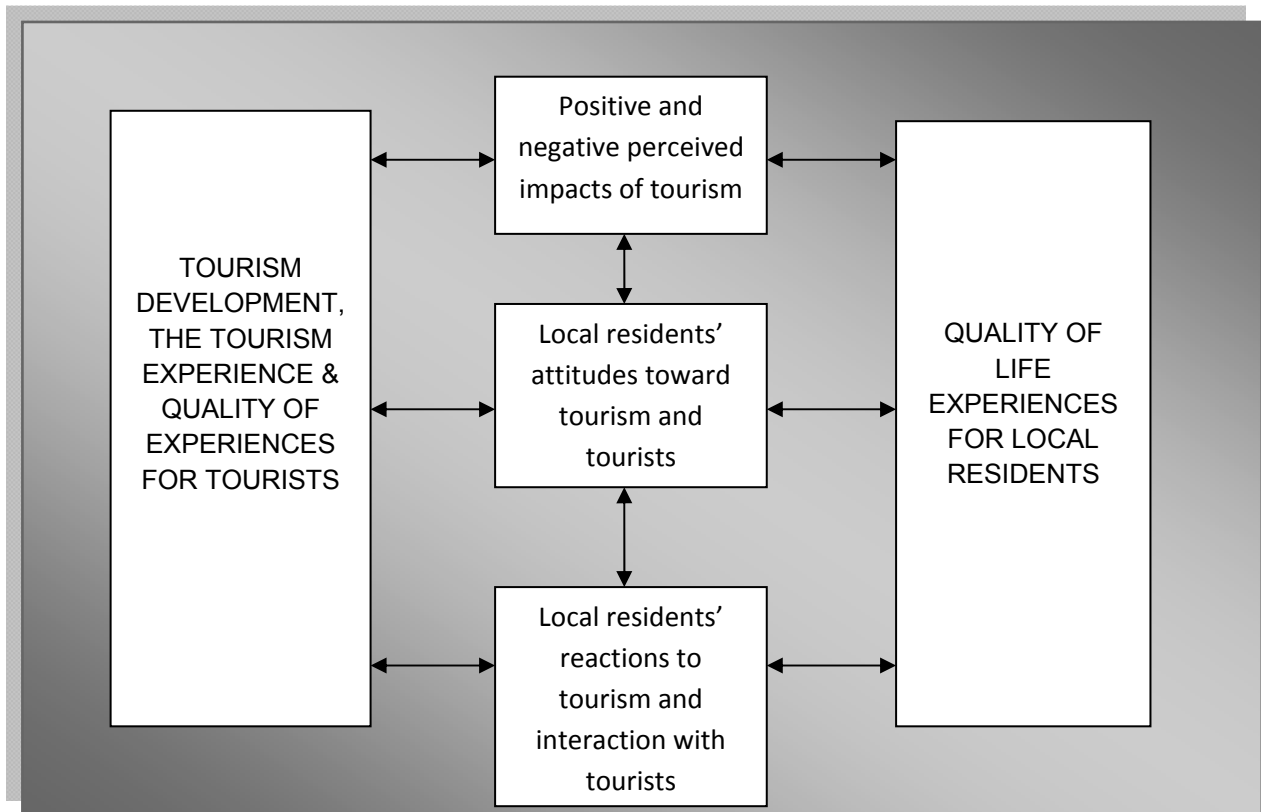 Positive and
negative perceived
impacts of tourism
TOURISM
DEVELOPMENT,
THE TOURISM
EXPERIENCE &
QUALITY OF
EXPERIENCES
FOR TOURISTS
Local residents’
attitudes toward
tourism and
tourists
QUALITY OF
LIFE
EXPERIENCES
FOR LOCAL
RESIDENTS
Local residents’
reactions to
tourism and
interaction with
tourists